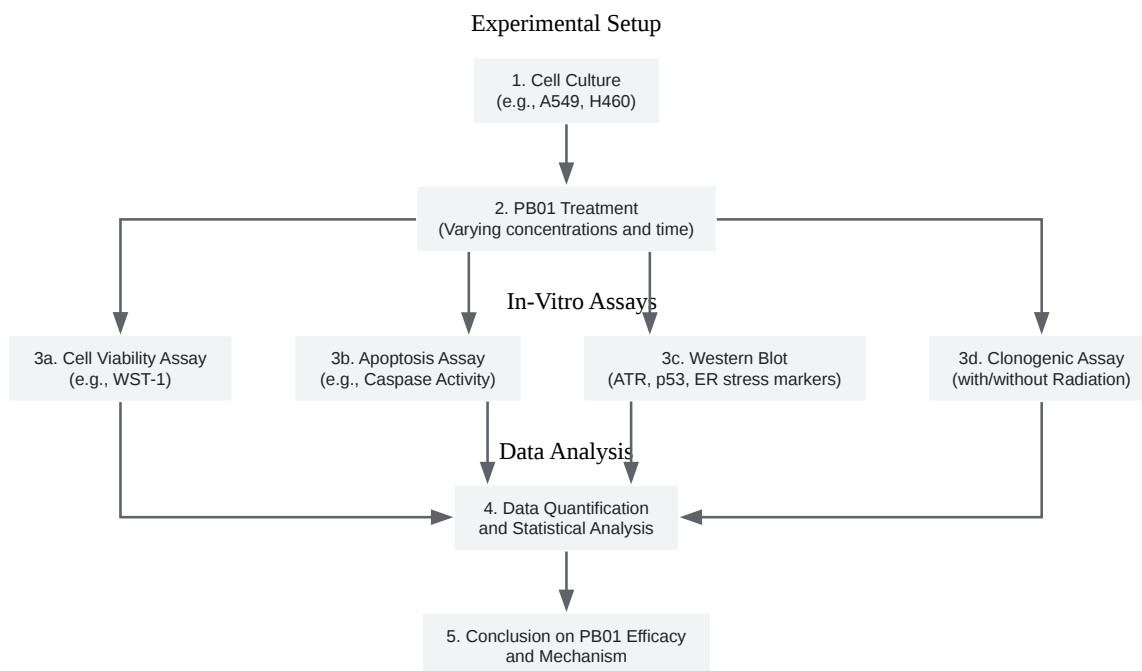 Experimental Setup
1. Cell Culture
(e.g., A549, H460)
2. PB01 Treatment
(Varying concentrations and time)
In-Vitro Assays
3a. Cell Viability Assay
(e.g., WST-1)
3b. Apoptosis Assay
(e.g., Caspase Activity)
3c. Western Blot
(ATR, p53, ER stress markers)
3d. Clonogenic Assay
(with/without Radiation)
Data Analysis
4. Data Quantification
and Statistical Analysis
5. Conclusion on PB01 Efficacy
and Mechanism